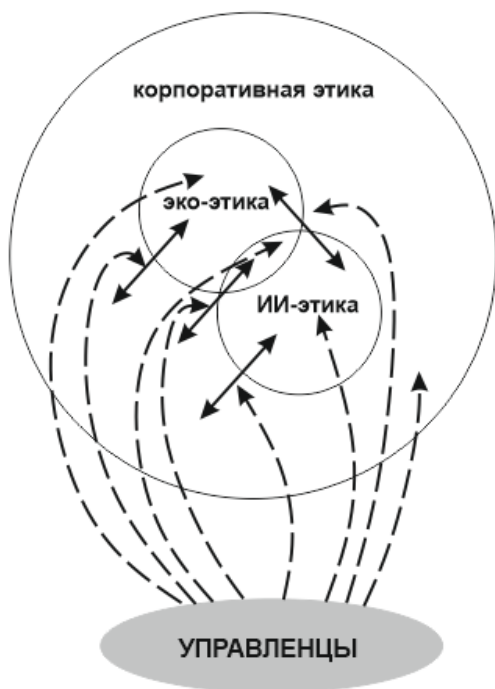 корпоративная этика
эко-этика
ИИ-этика
УПРАВЛЕНЦЫ